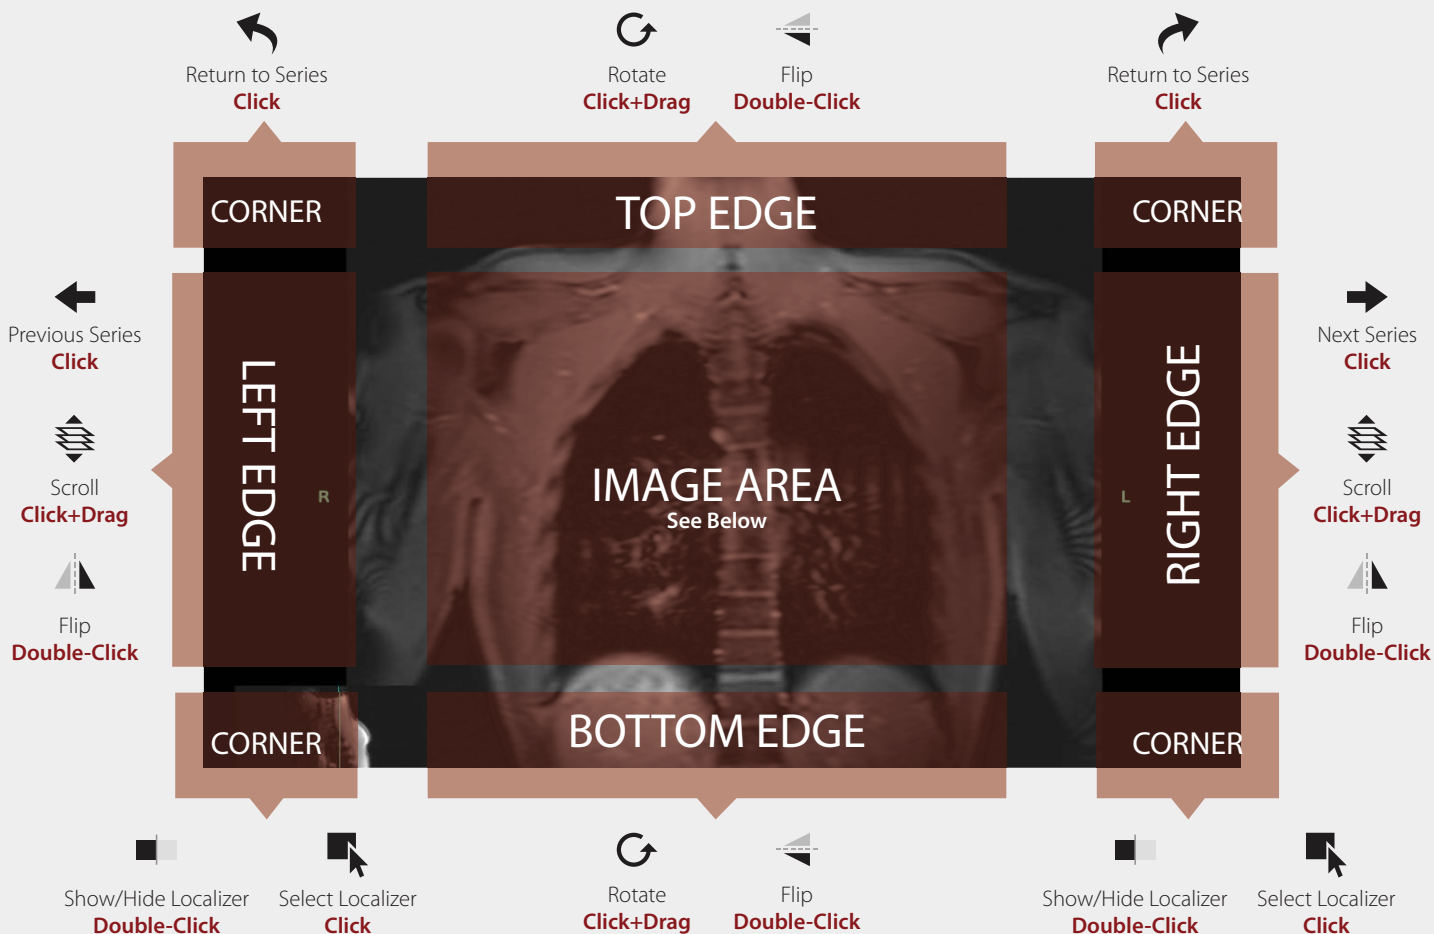 Return to Series
Click
Rotate
Click+Drag
Flip
Double-Click
Return to Series
Click
CORNER
TOP EDGE
CORNER
Previous Series
Click
Scroll
Click+Drag
Flip
Double-Click
LEFT EDGE
R
IMAGE AREA
See Below
L
RIGHT EDGE
Next Series
Click
Scroll
Click+Drag
Flip
Double-Click
CORNER
BOTTOM EDGE
CORNER
Show/Hide Localizer
Double-Click
Select Localizer
Click
Rotate
Click+Drag
Flip
Double-Click
Show/Hide Localizer
Double-Click
Select Localizer
Click